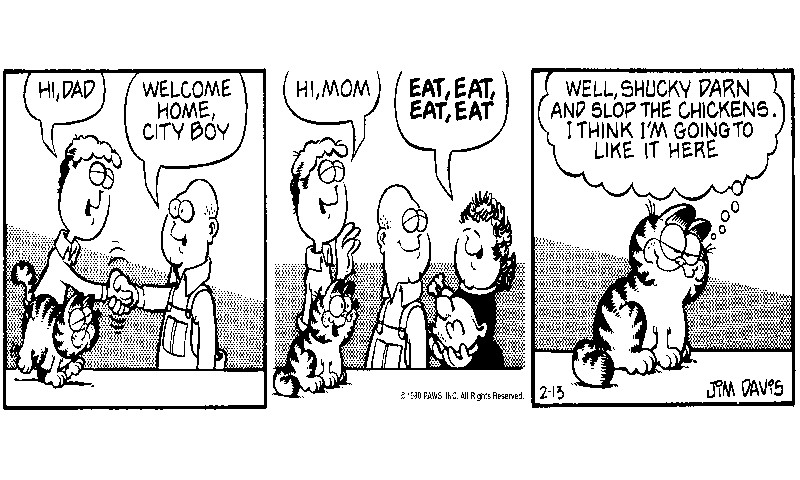 HI, DAD
WELCOME
HOME,
CITY BOY
HI, MOM
EAT, EAT,
EAT, EAT
© 1990 PAWS, INC. All Rights Reserved.
WELL, SHUCKY DARN
AND SLOP THE CHICKENS.
I THINK I'M GOING TO
LIKE IT HERE
2-13
JIM DAVIS